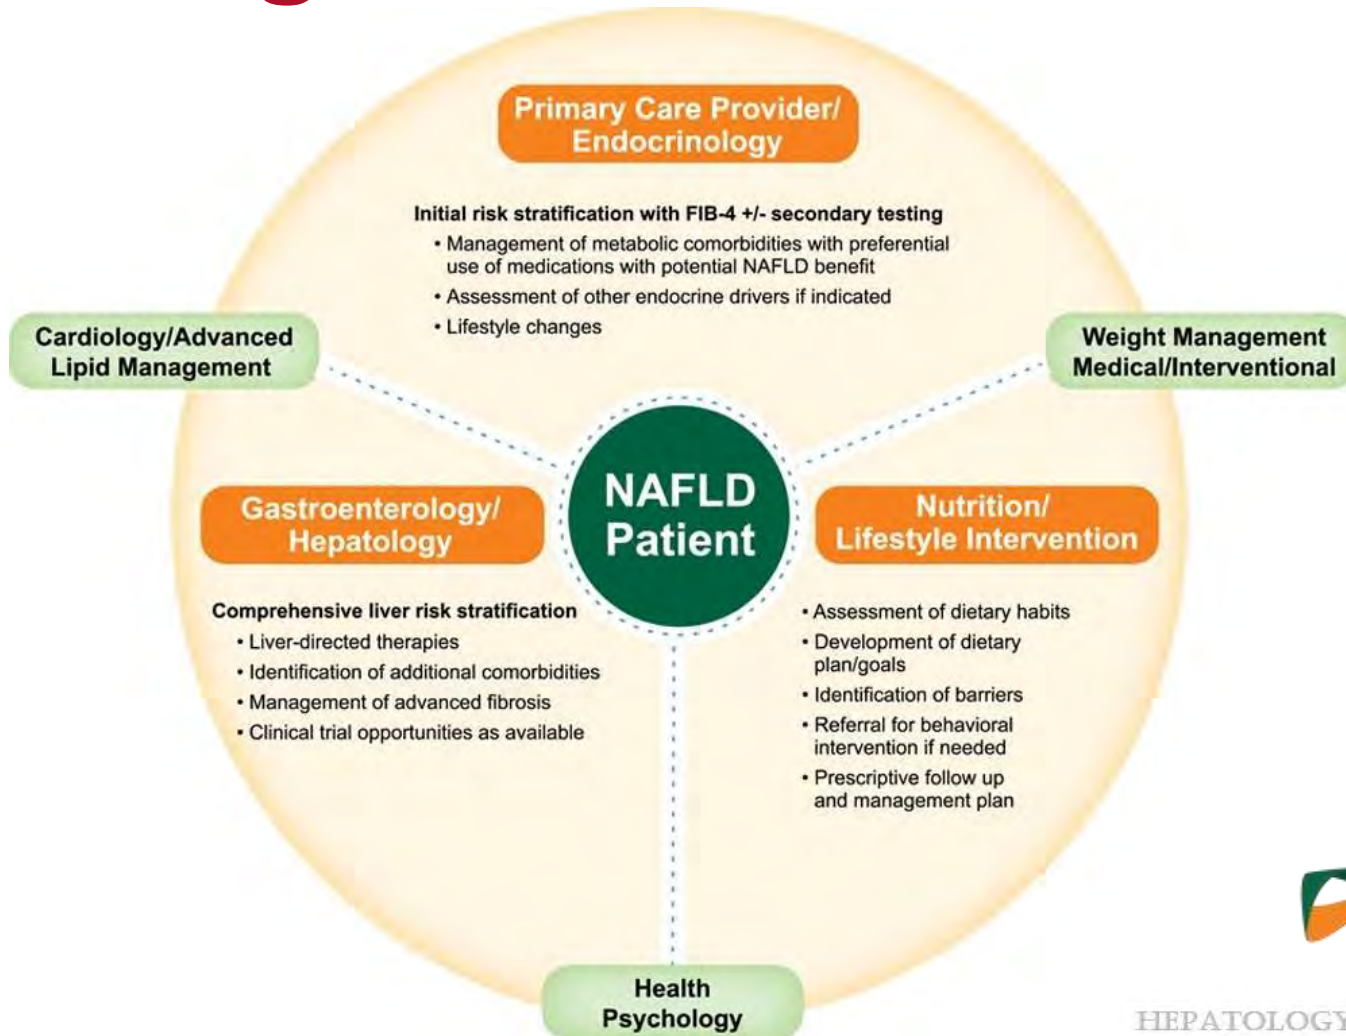 Primary Care Provider/
Endocrinology
Initial risk stratification with FIB-4 +/- secondary testing
• Management of metabolic comorbidities with preferential
use of medications with potential NAFLD benefit
• Assessment of other endocrine drivers if indicated
• Lifestyle changes
Cardiology/Advanced
Lipid Management
Weight Management
Medical/Interventional
NAFLD
Patient
Gastroenterology/
Hepatology
Comprehensive liver risk stratification
• Liver-directed therapies
• Identification of additional comorbidities
• Management of advanced fibrosis
• Clinical trial opportunities as available
Nutrition/
Lifestyle Intervention
• Assessment of dietary habits
• Development of dietary
plan/goals
• Identification of barriers
• Referral for behavioral
intervention if needed
• Prescriptive follow up
and management plan
Health
Psychology
HEPATOLOGY